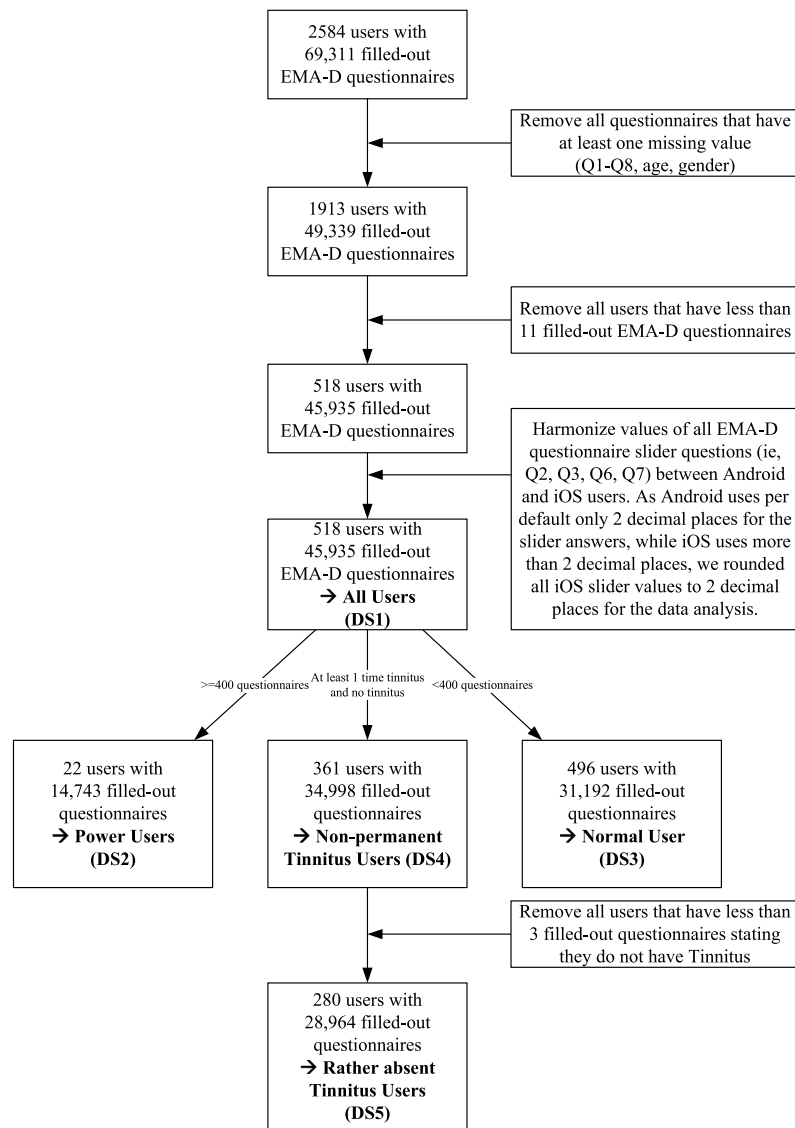 2584 users with
69,311 filled-out
EMA-D questionnaires
Remove all questionnaires that have
at least one missing value
(Q1-Q8, age, gender)
1913 users with
49,339 filled-out
EMA-D questionnaires
Remove all users that have less than
11 filled-out EMA-D questionnaires
518 users with
45,935 filled-out
EMA-D questionnaires
Harmonize values of all EMA-D
questionnaire slider questions (ie,
Q2, Q3, Q6, Q7) between Android
and iOS users. As Android uses per
default only 2 decimal places for the
slider answers, while iOS uses more
than 2 decimal places, we rounded
all iOS slider values to 2 decimal
places for the data analysis.
518 users with
45,935 filled-out
EMA-D questionnaires
→ All Users
(DS1)
>=400 questionnaires
At least 1 time tinnitus
and no tinnitus
<400 questionnaires
22 users with
14,743 filled-out
questionnaires
→ Power Users
(DS2)
361 users with
34,998 filled-out
questionnaires
→ Non-permanent
Tinnitus Users (DS4)
496 users with
31,192 filled-out
questionnaires
→ Normal User
(DS3)
Remove all users that have less than
3 filled-out questionnaires stating
they do not have Tinnitus
280 users with
28,964 filled-out
questionnaires
→ Rather absent
Tinnitus Users
(DS5)